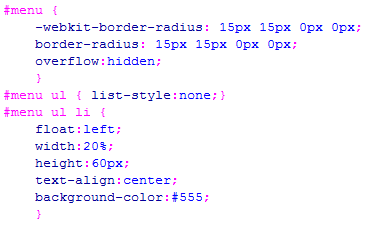 #menu {
-webkit-border-radius: 15px 15px 0px 0px;
border-radius: 15px 15px 0px 0px;
overflow:hidden;
}
#menu ul { list-style:none;}
#menu ul li {
float:left;
width:20%;
height:60px;
text-align:center;
background-color:#555;
}